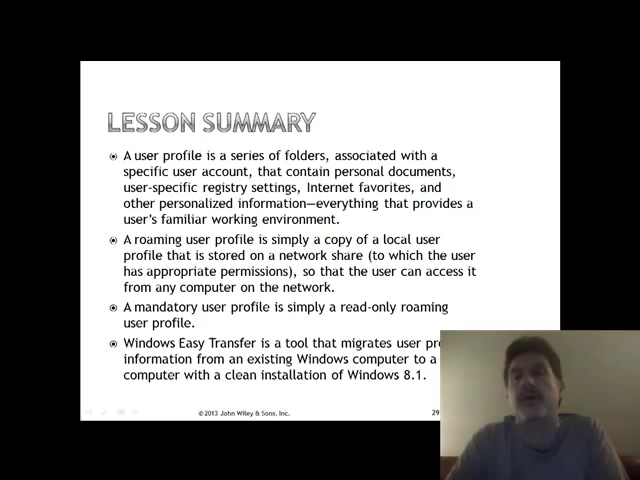 LESSON SUMMARY
A user profile is a series of folders, associated with a
specific user account, that contain personal documents,
user-specific registry settings, Internet favorites, and
other personalized information—everything that provides a
user's familiar working environment.
A roaming user profile is simply a copy of a local user
profile that is stored on a network share (to which the user
has appropriate permissions), so that the user can access it
from any computer on the network.
A mandatory user profile is simply a read-only roaming
user profile.
Windows Easy Transfer is a tool that migrates user
information from an existing Windows computer to a
computer with a clean installation of Windows 8.1.
© 2013 John Wiley & Sons, Inc.
29